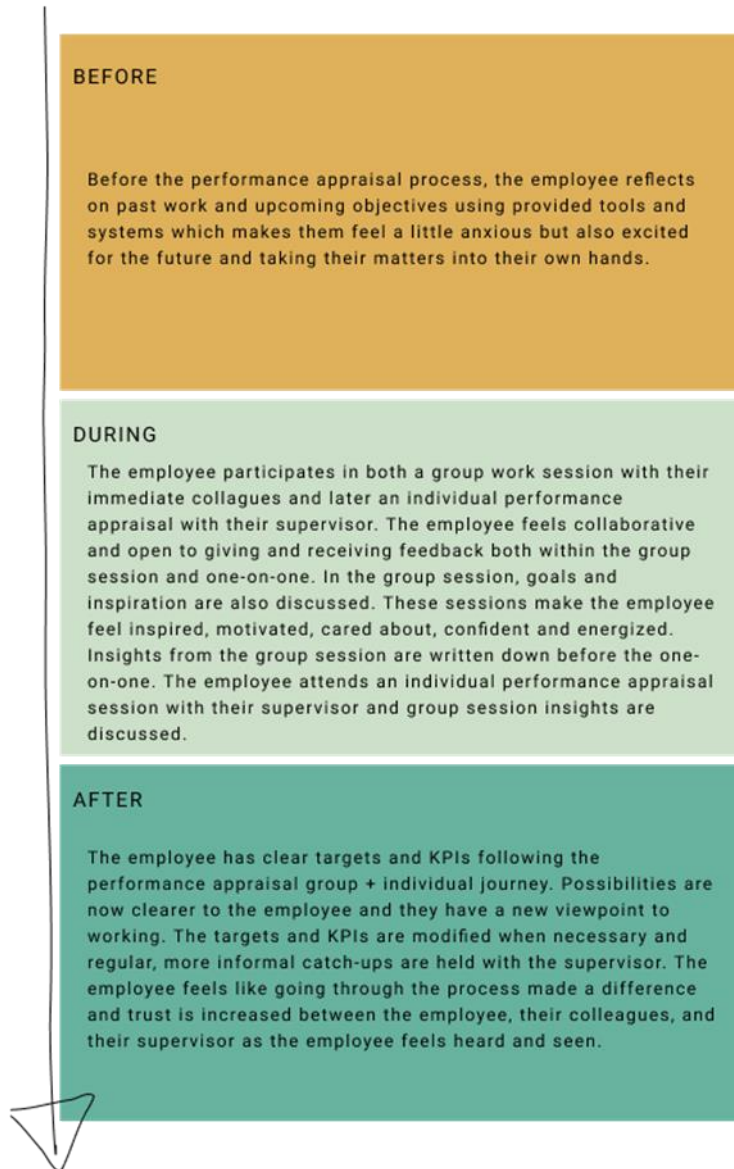 BEFORE
Before the performance appraisal process, the employee reflects
on past work and upcoming objectives using provided tools and
systems which makes them feel a little anxious but also excited
for the future and taking their matters into their own hands.
DURING
The employee participates in both a group work session with their
immediate collagues and later an individual performance
appraisal with their supervisor. The employee feels collaborative
and open to giving and receiving feedback both within the group
session and one-on-one. In the group session, goals and
inspiration are also discussed. These sessions make the employee
feel inspired, motivated, cared about, confident and energized.
Insights from the group session are written down before the one-
on-one. The employee attends an individual performance appraisal
session with their supervisor and group session insights are
discussed.
AFTER
The employee has clear targets and KPIs following the
performance appraisal group + individual journey. Possibilities are
now clearer to the employee and they have a new viewpoint to
working. The targets and KPIs are modified when necessary and
regular, more informal catch-ups are held with the supervisor. The
employee feels like going through the process made a difference
and trust is increased between the employee, their colleagues, and
their supervisor as the employee feels heard and seen.